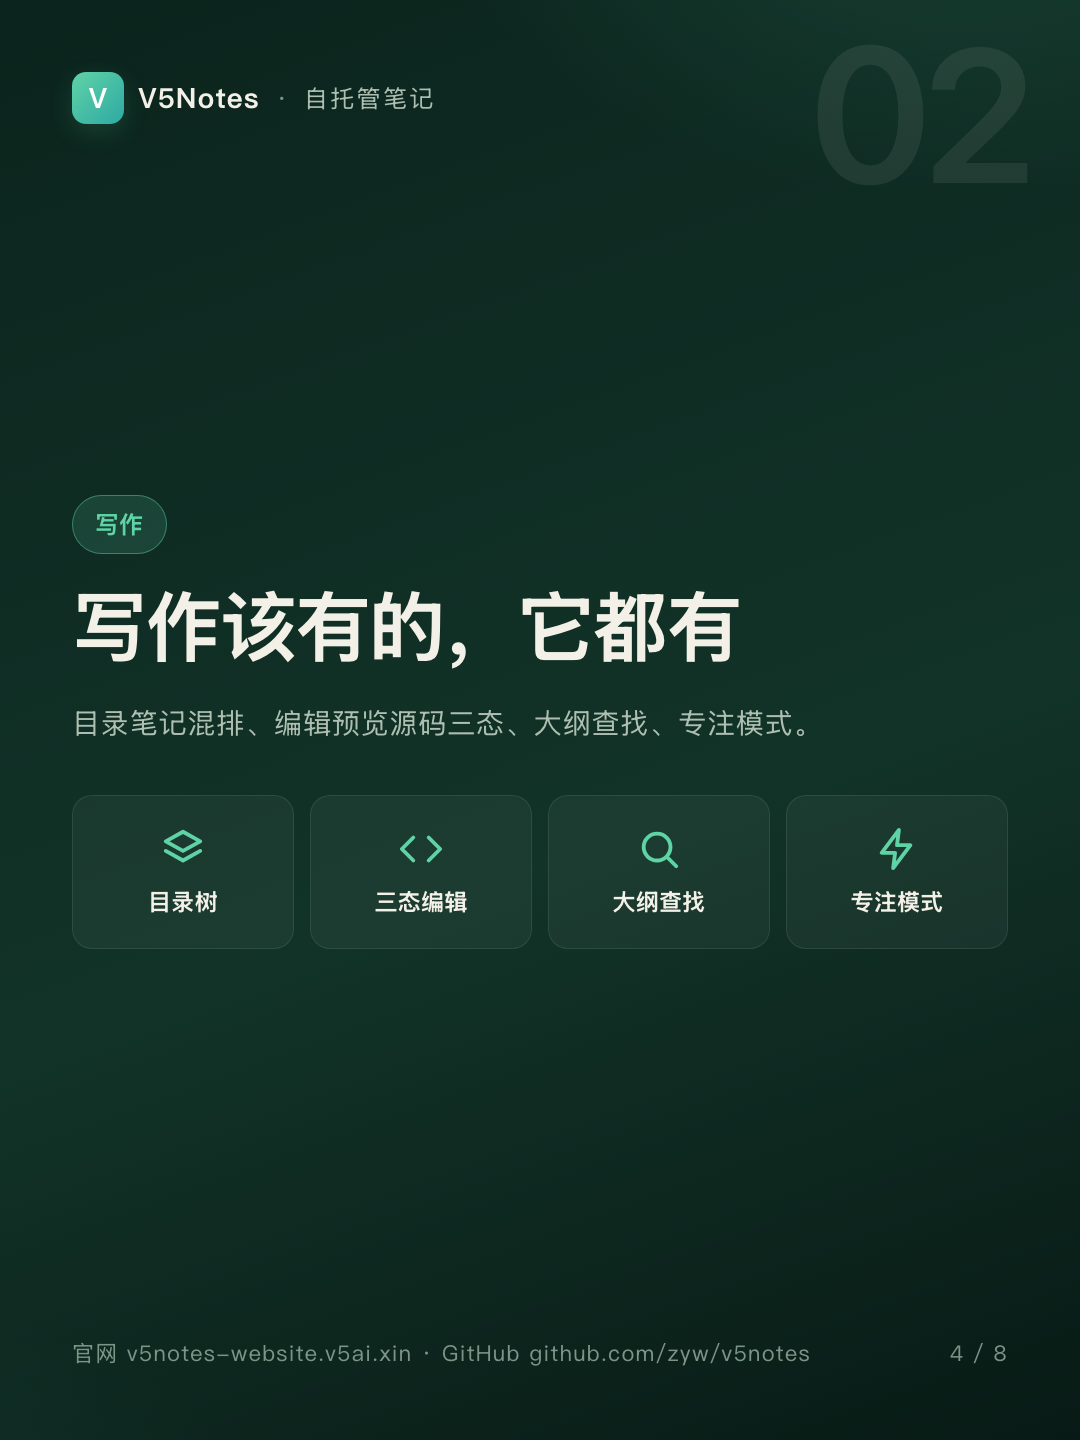 V V5Notes · 自托管笔记
02
写作
写作该有的，它都有
目录笔记混排、编辑预览源码三态、大纲查找、专注模式。
目录树
三态编辑
大纲查找
专注模式
官网 v5notes-website.v5ai.xin · GitHub github.com/zyw/v5notes
4 / 8